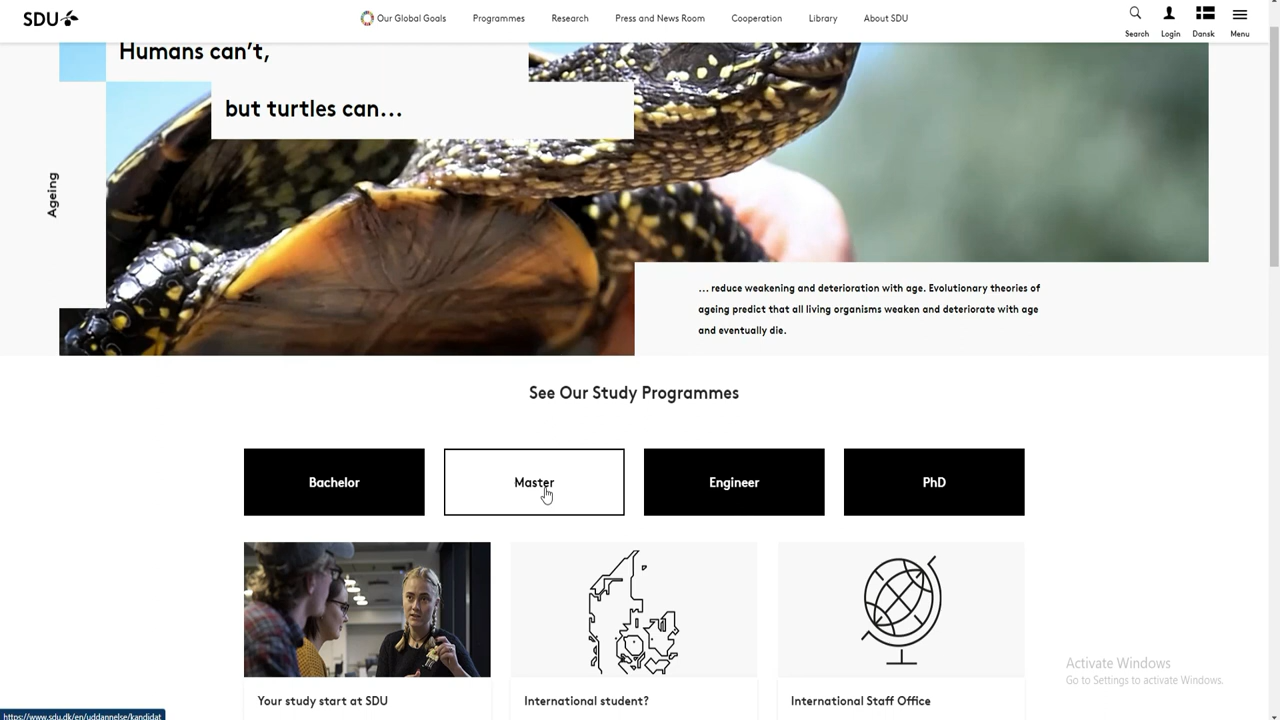 SDU
Our Global Goals
Programmes
Research
Press and News Room
Cooperation
Library
About SDU
Search
Login
Dansk
Menu
Humans can't,
but turtles can...
Ageing
... reduce weakening and deterioration with age. Evolutionary theories of
ageing predict that all living organisms weaken and deteriorate with age
and eventually die.
See Our Study Programmes
Bachelor
Master
Engineer
PhD
Your study start at SDU
International student?
International Staff Office
Activate Windows
Go to Settings to activate Windows.
https://www.sdu.dk/en/uddannelse/kandidat